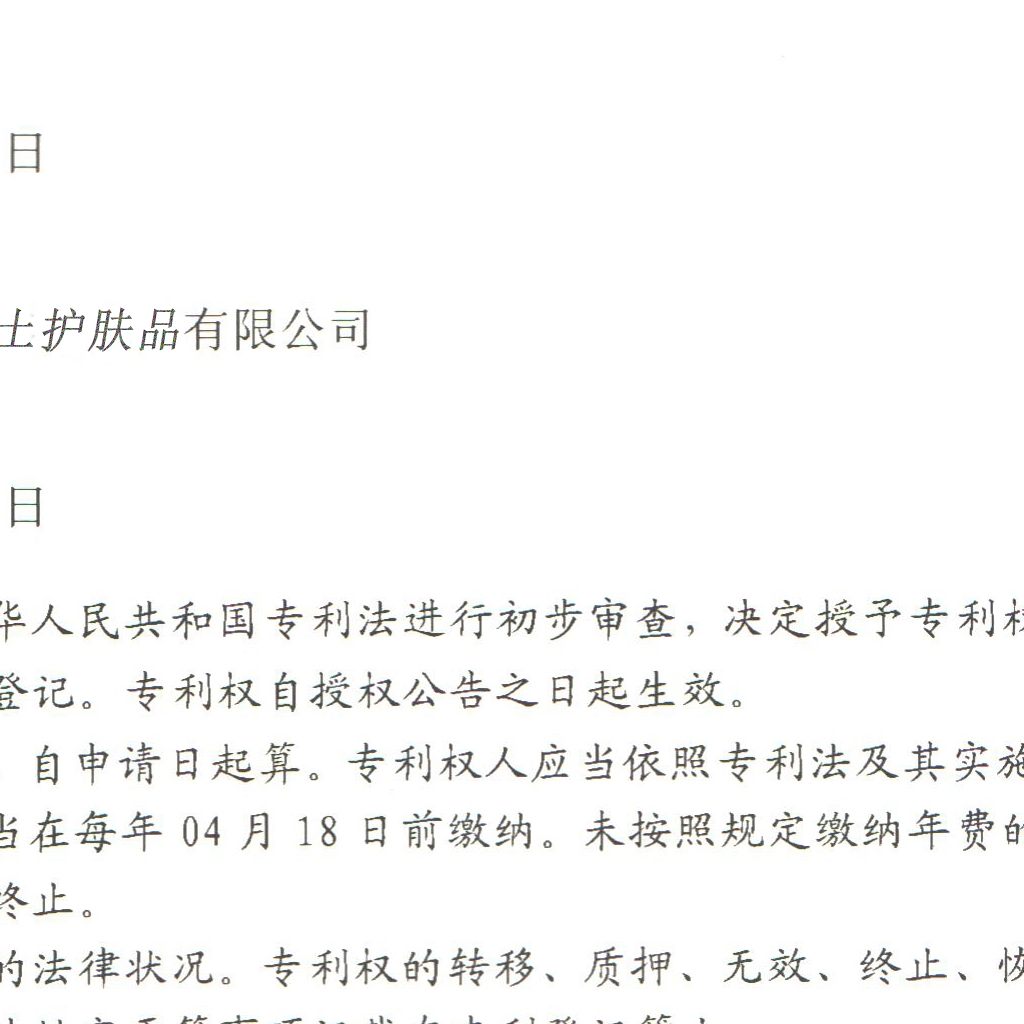 日
士护肤品有限公司
日
华人民共和国专利法进行初步审查，决定授予专利权
登记。专利权自授权公告之日起生效。
自申请日起算。专利权人应当依照专利法及其实施
当在每年 04 月 18 日前缴纳。未按照规定缴纳年费的
终止。
的法律状况。专利权的转移、质押、无效、终止、恢